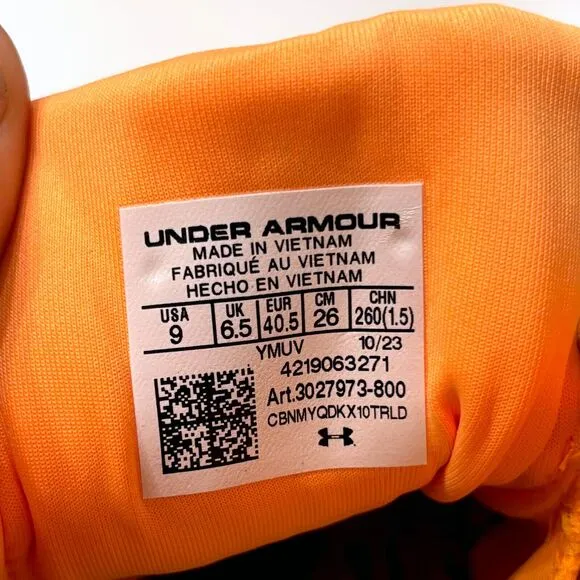 UNDER ARMOUR
MADE IN VIETNAM
FABRIQUÉ AU VIETNAM
HECHO EN VIETNAM
USA UK EUR CM CHN
9 6.5 40.5 26 260(1.5)
YMUV 10/23
4219063271
Art.3027973-800
CBNMYQDKX10TRLD